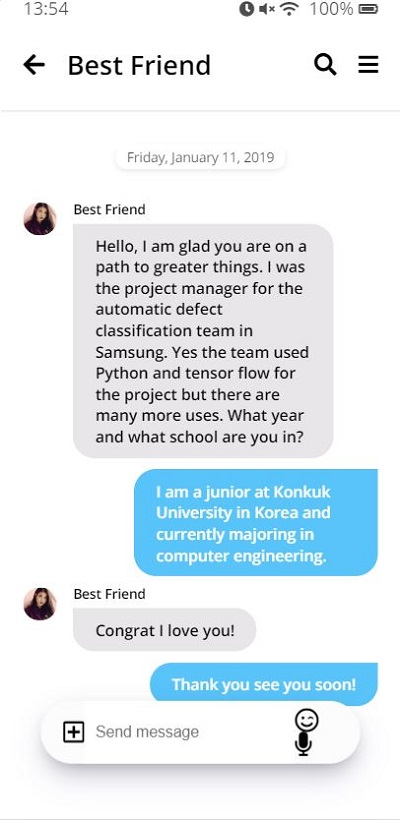 13:54 100%
Best Friend
Friday, January 11, 2019
Best Friend
Hello, I am glad you are on a
path to greater things. I was
the project manager for the
automatic defect
classification team in
Samsung. Yes the team used
Python and tensor flow for
the project but there are
many more uses. What year
and what school are you in?
I am a junior at Konkuk
University in Korea and
currently majoring in
computer engineering.
Best Friend
Congrat I love you!
Thank you see you soon!
Send message